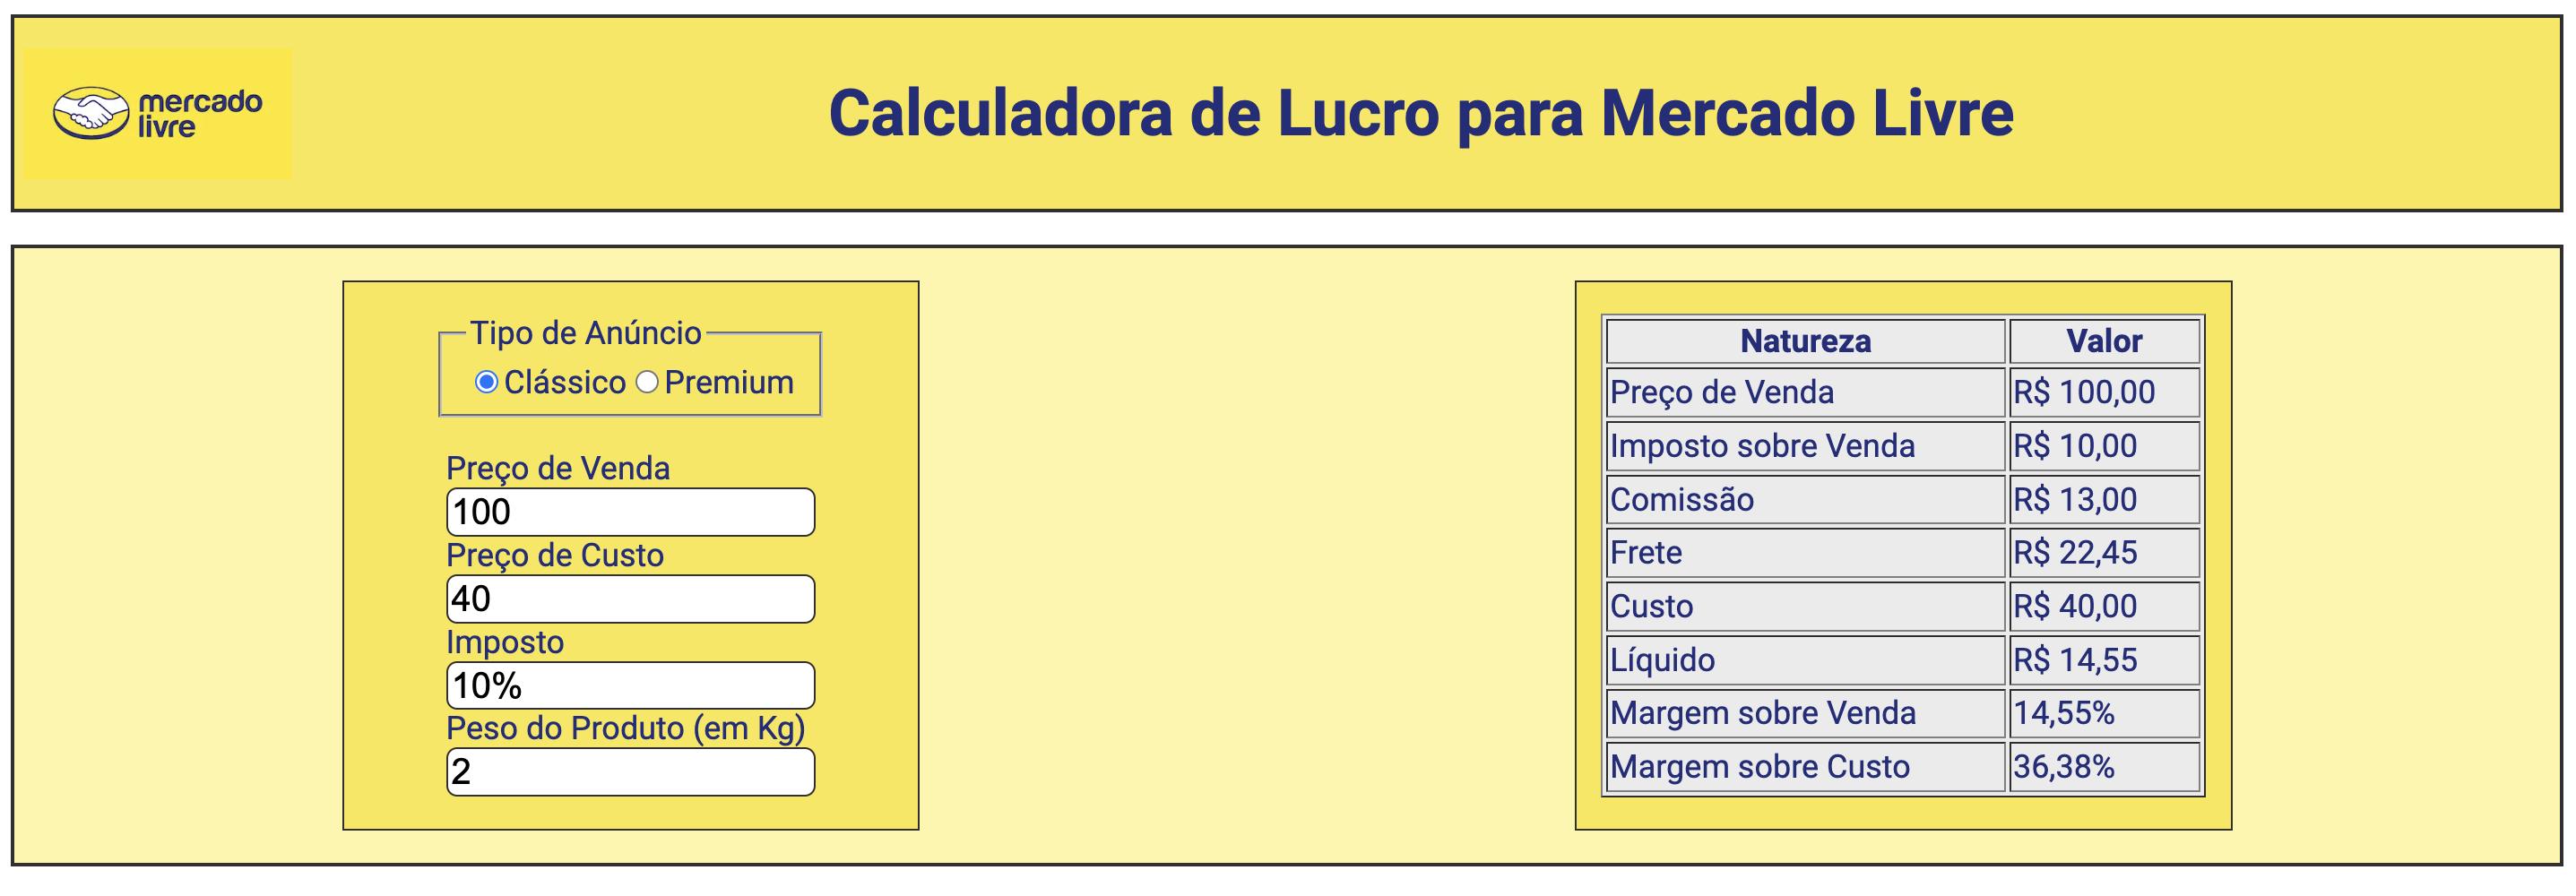 mercado
livre
Calculadora de Lucro para Mercado Livre
Tipo de Anúncio
Clássico Premium
Preço de Venda
100
Preço de Custo
40
Imposto
10%
Peso do Produto (em Kg)
2
Natureza Valor
Preço de Venda R$ 100,00
Imposto sobre Venda R$ 10,00
Comissão R$ 13,00
Frete R$ 22,45
Custo R$ 40,00
Líquido R$ 14,55
Margem sobre Venda 14,55%
Margem sobre Custo 36,38%